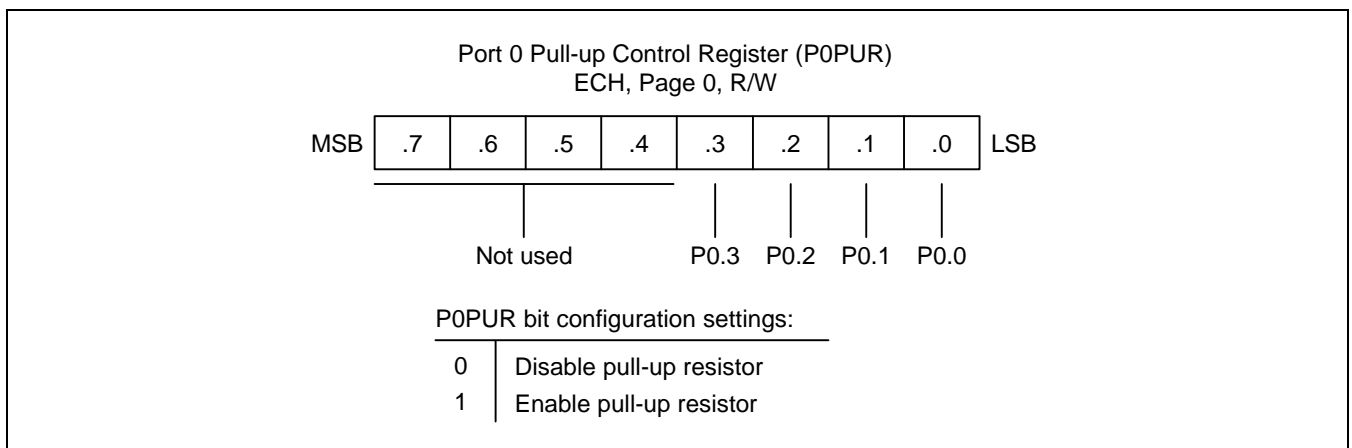 Port 0 Pull-up Control Register (P0PUR)
ECH, Page 0, R/W
MSB .7 .6 .5 .4 .3 .2 .1 .0 LSB
Not used P0.3 P0.2 P0.1 P0.0
P0PUR bit configuration settings:
0 Disable pull-up resistor
1 Enable pull-up resistor